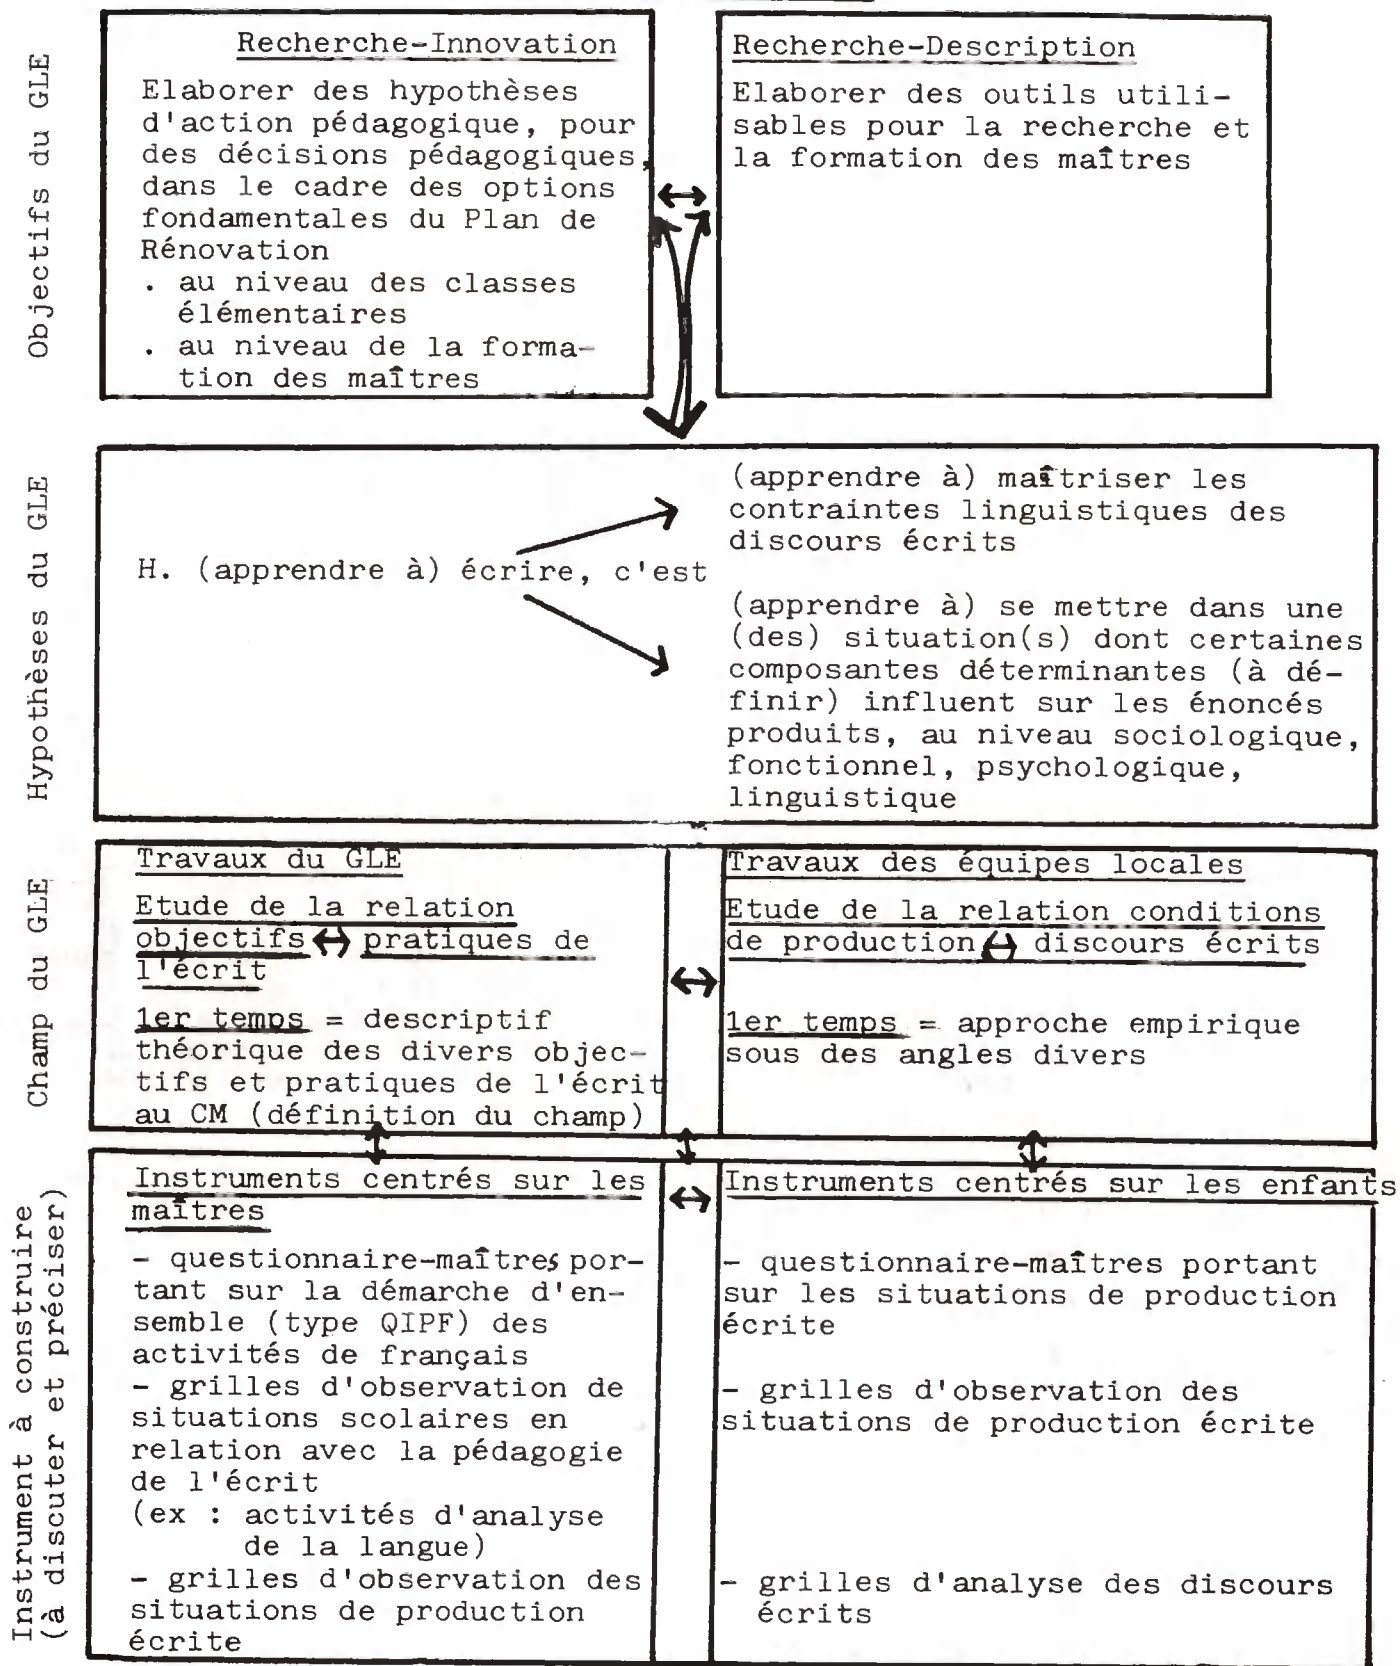 Objectifs du GLE
Recherche-Innovation
Elaborer des hypothèses
d'action pédagogique, pour
des décisions pédagogiques,
dans le cadre des options
fondamentales du Plan de
Rénovation
. au niveau des classes
élémentaires
. au niveau de la forma-
tion des maîtres
Recherche-Description
Elaborer des outils utili-
sables pour la recherche et
la formation des maîtres
Hypothèses du GLE
H. (apprendre à) écrire, c'est
(apprendre à) maîtriser les
contraintes linguistiques des
discours écrits
(apprendre à) se mettre dans une
(des) situation(s) dont certaines
composantes déterminantes (à dé-
finir) influent sur les énoncés
produits, au niveau sociologique,
fonctionnel, psychologique,
linguistique
Champ du GLE
Travaux du GLE
Etude de la relation
objectifs ↔ pratiques de
l'écrit
1er temps = descriptif
théorique des divers objec-
tifs et pratiques de l'écrit
au CM (définition du champ)
Travaux des équipes locales
Etude de la relation conditions
de production ↔ discours écrits
1er temps = approche empirique
sous des angles divers
Instrument à construire
(à discuter et préciser)
Instruments centrés sur les
maîtres
- questionnaire-maîtres por-
tant sur la démarche d'en-
semble (type QIPF) des
activités de français
- grilles d'observation de
situations scolaires en
relation avec la pédagogie
de l'écrit
(ex : activités d'analyse
de la langue)
- grilles d'observation des
situations de production
écrite
Instruments centrés sur les enfants
- questionnaire-maîtres portant
sur les situations de production
écrite
- grilles d'observation des
situations de production écrite
- grilles d'analyse des discours
écrits